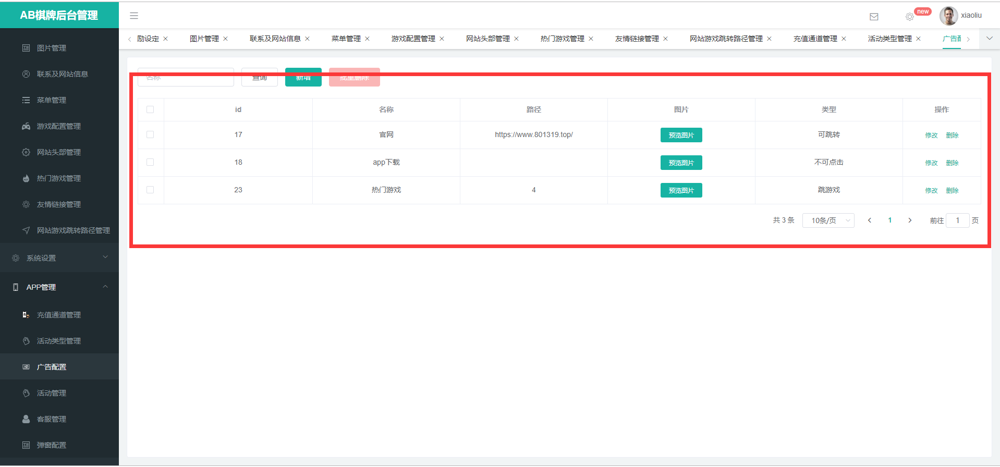 AB棋牌后台管理
new
xiaoliu
励设定
图片管理
联系及网站信息
菜单管理
游戏配置管理
网站头部管理
热门游戏管理
友情链接管理
网站游戏跳转路径管理
充值通道管理
活动类型管理
广告配
图片管理
联系及网站信息
菜单管理
游戏配置管理
网站头部管理
热门游戏管理
友情链接管理
网站游戏跳转路径管理
系统设置
APP管理
充值通道管理
活动类型管理
广告配置
活动管理
客服管理
弹窗配置
名称
查询
新增
批量删除
id 名称 路径 图片 类型 操作
17 官网 https://www.801319.top/ 预览图片 可跳转 修改 删除
18 app下载 预览图片 不可点击 修改 删除
23 热门游戏 4 预览图片 跳游戏 修改 删除
共 3 条 10条/页 1 前往 1 页